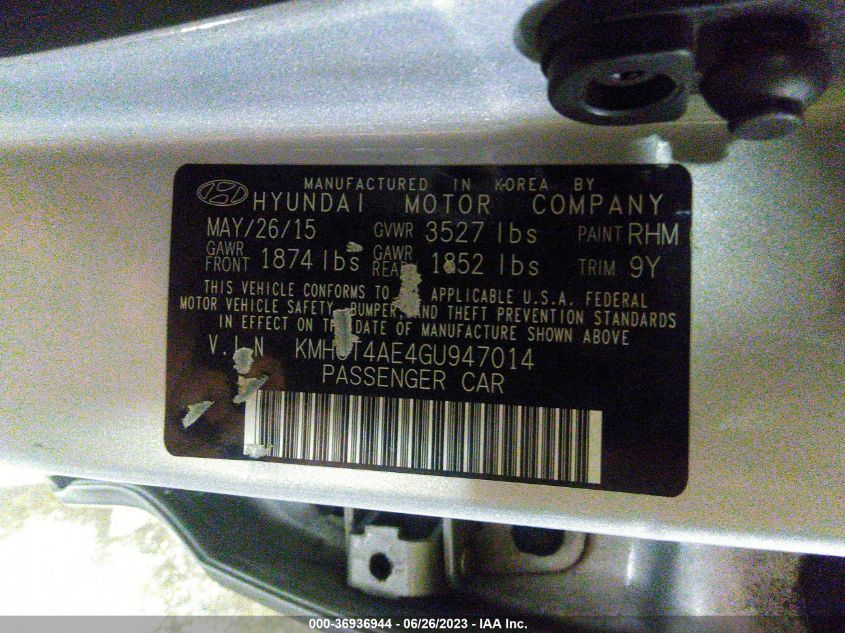 MANUFACTURED IN KOREA BY
HYUNDAI MOTOR COMPANY
MAY/26/15 GVWR 3527 lbs PAINT RHM
GAWR FRONT 1874 lbs GAWR REAR 1852 lbs TRIM 9Y
THIS VEHICLE CONFORMS TO APPLICABLE U.S.A. FEDERAL
MOTOR VEHICLE SAFETY, BUMPER, AND THEFT PREVENTION STANDARDS
IN EFFECT ON THE DATE OF MANUFACTURE SHOWN ABOVE
V.I.N
PASSENGER CAR
000-36936944 - 06/26/2023 - IAA Inc.